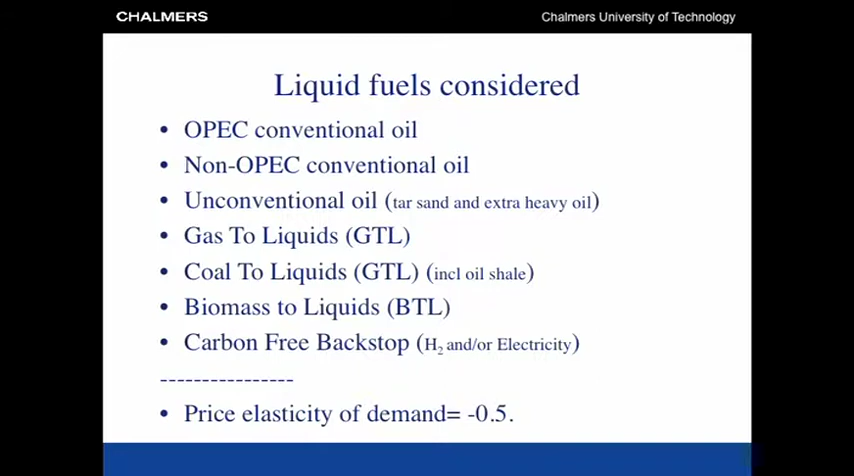 CHALMERS
Chalmers University of Technology
Liquid fuels considered
• OPEC conventional oil
• Non-OPEC conventional oil
• Unconventional oil (tar sand and extra heavy oil)
• Gas To Liquids (GTL)
• Coal To Liquids (GTL) (incl oil shale)
• Biomass to Liquids (BTL)
• Carbon Free Backstop (H₂ and/or Electricity)
----------------
• Price elasticity of demand= -0.5.